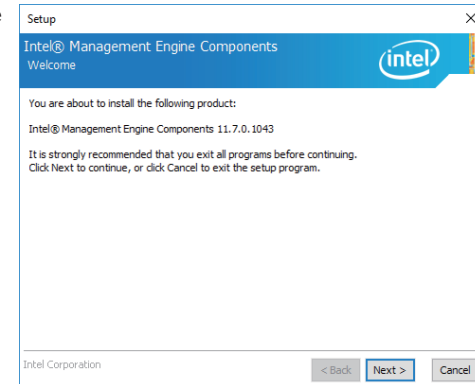 e
Setup
Intel® Management Engine Components
Welcome
intel
You are about to install the following product:
Intel® Management Engine Components 11.7.0.1043
It is strongly recommended that you exit all programs before continuing.
Click Next to continue, or click Cancel to exit the setup program.
Intel Corporation
< Back Next > Cancel